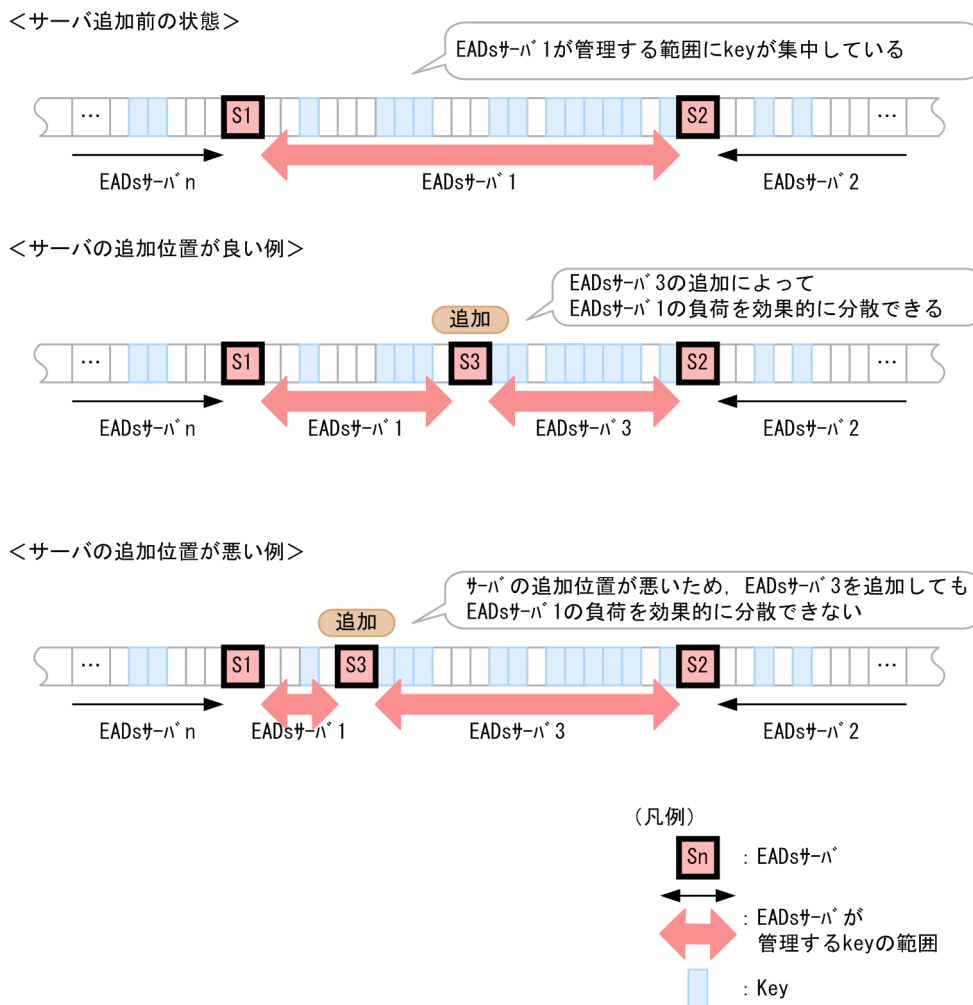 ＜サーバ追加前の状態＞
EADsｻｰﾊﾞ1が管理する範囲にkeyが集中している
… S1 S2 …
EADsｻｰﾊﾞn EADsｻｰﾊﾞ1 EADsｻｰﾊﾞ2
＜サーバの追加位置が良い例＞
EADsｻｰﾊﾞ3の追加によって
EADsｻｰﾊﾞ1の負荷を効果的に分散できる
追加
… S1 S3 S2 …
EADsｻｰﾊﾞn EADsｻｰﾊﾞ1 EADsｻｰﾊﾞ3 EADsｻｰﾊﾞ2
＜サーバの追加位置が悪い例＞
ｻｰﾊﾞの追加位置が悪いため，EADsｻｰﾊﾞ3を追加しても
EADsｻｰﾊﾞ1の負荷を効果的に分散できない
追加
… S1 S3 S2 …
EADsｻｰﾊﾞn EADsｻｰﾊﾞ1 EADsｻｰﾊﾞ3 EADsｻｰﾊﾞ2
（凡例）
Sn ：EADsｻｰﾊﾞ
：EADsｻｰﾊﾞが
管理するkeyの範囲
：Key